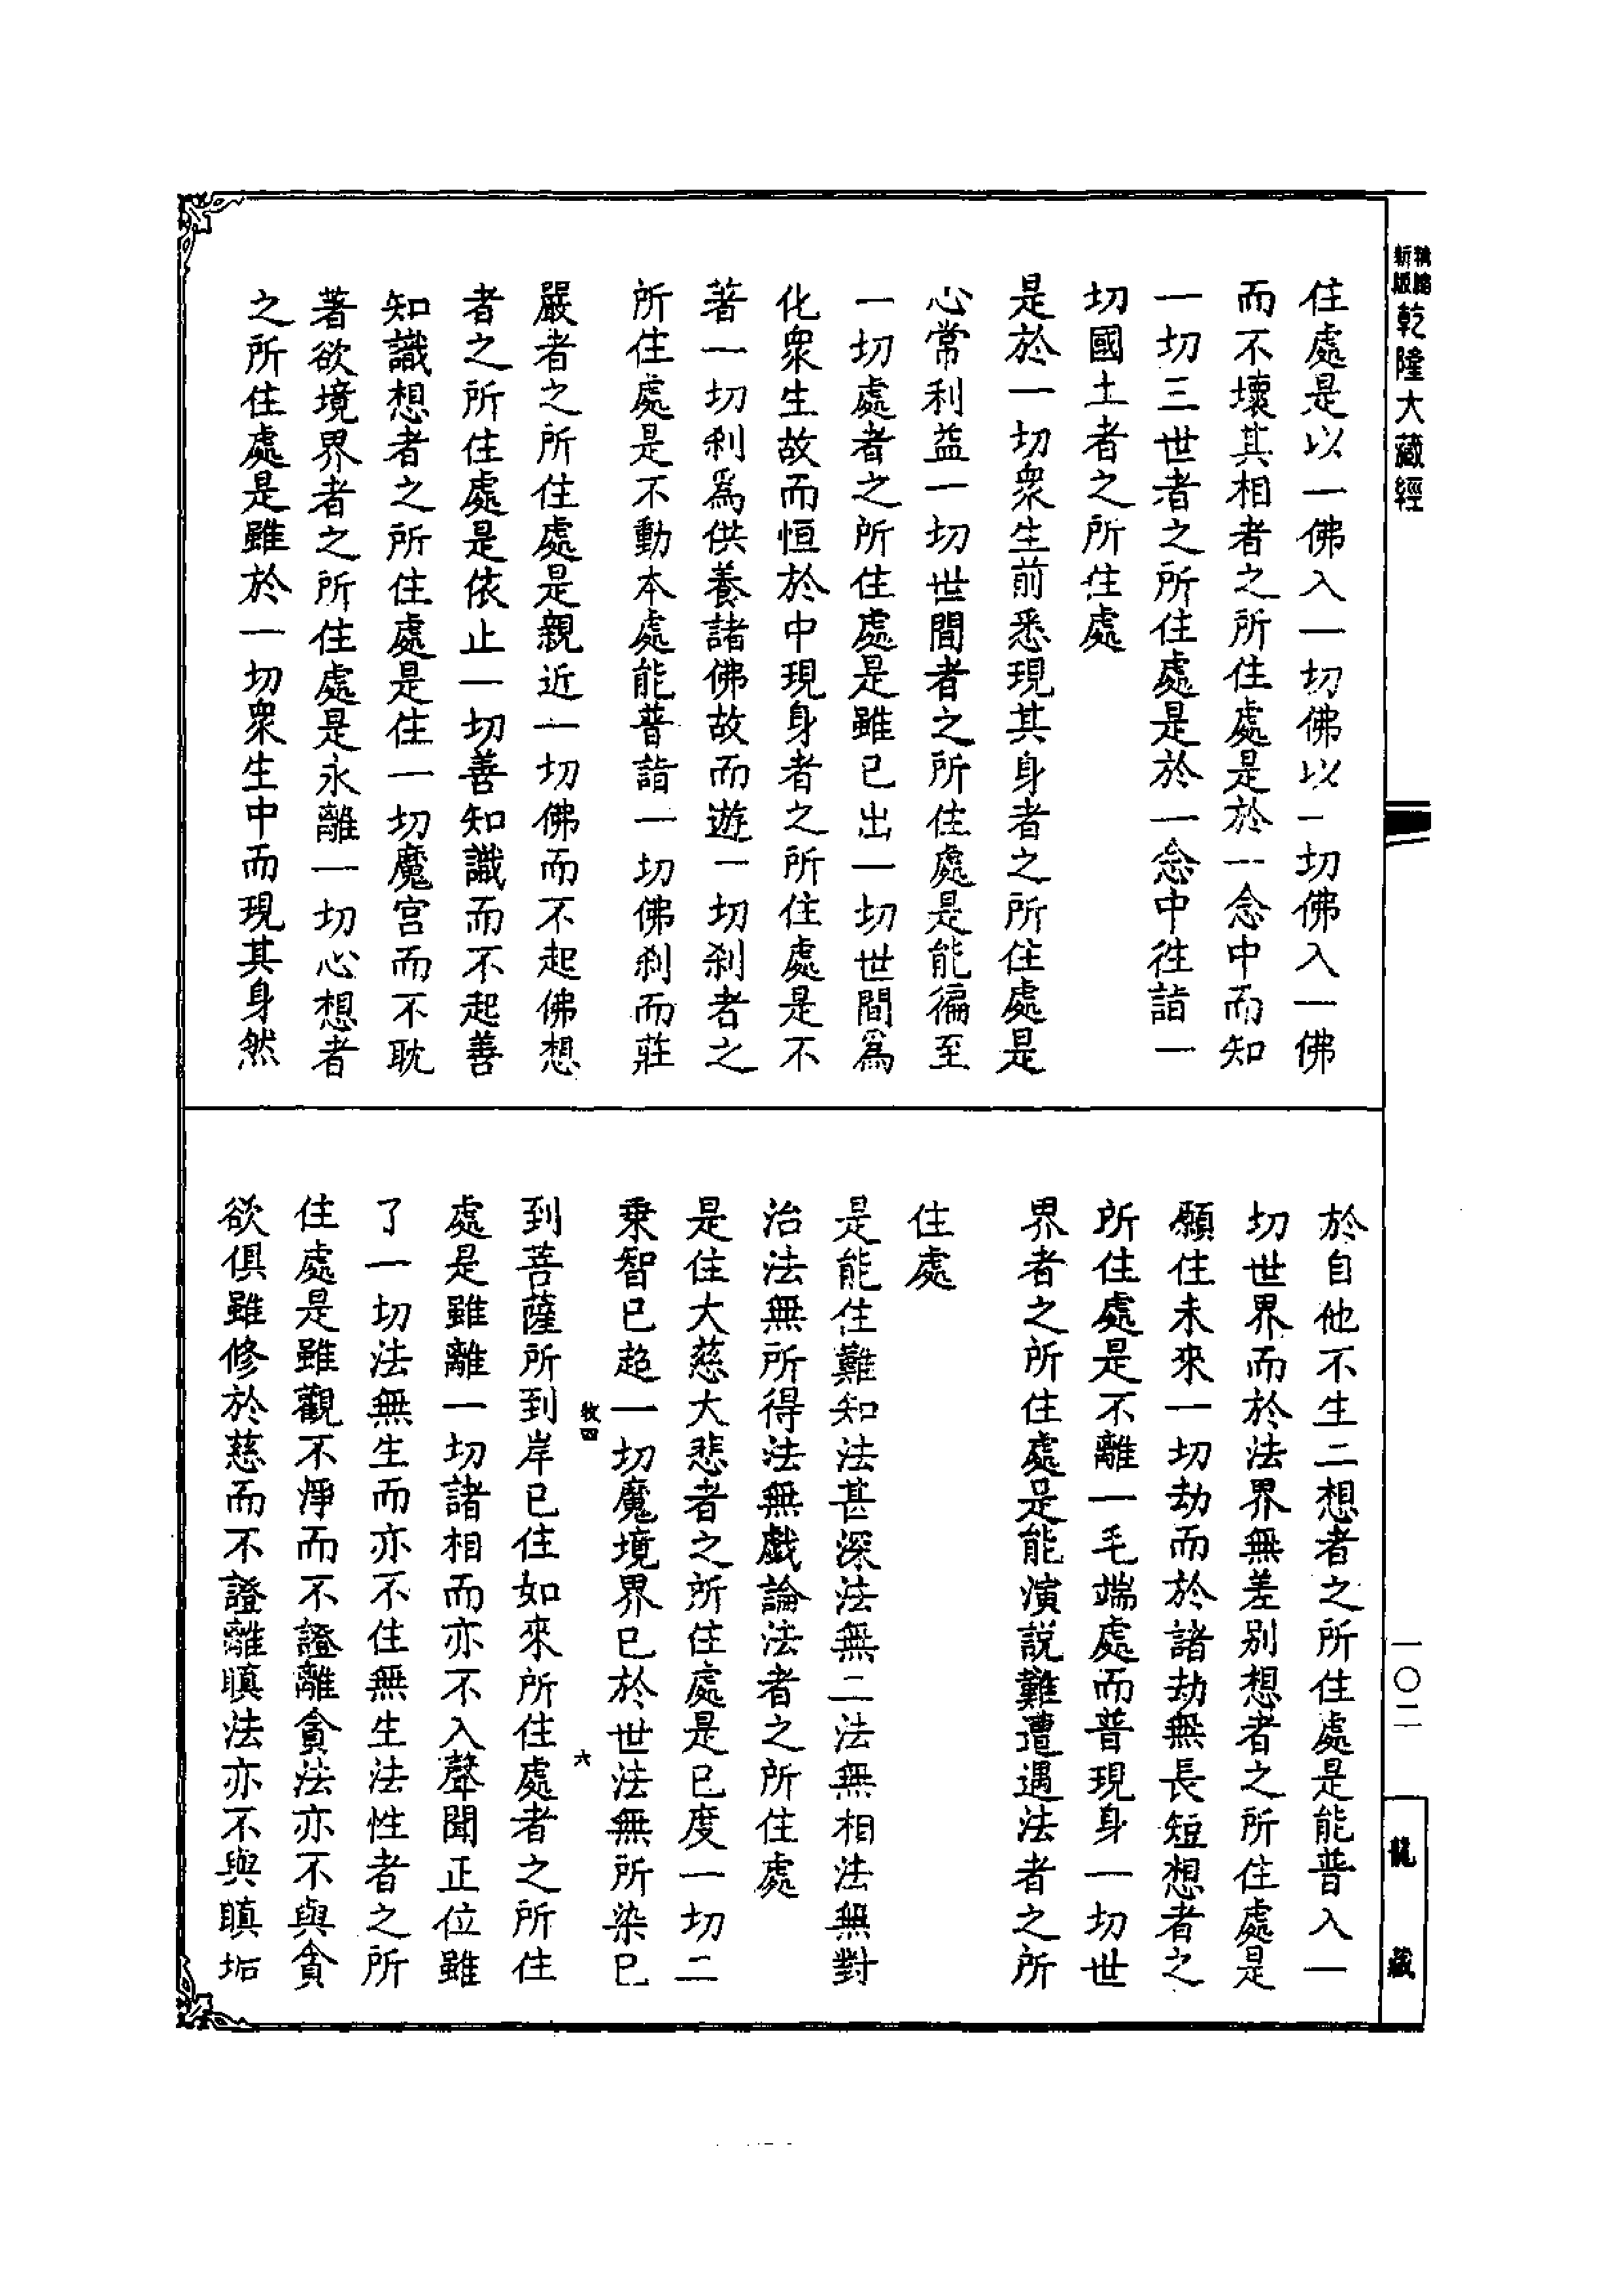 新版
乾隆大藏經
住處是以一佛入一切佛以一切佛入一佛
而不壞其相者之所住處是於一念中而知
一切三世者之所住處是於一念中往詣一
切國土者之所住處
是於一切衆生前悉現其身者之所住處是
心常利益一切世間者之所住處是能徧至
一切處者之所住處是雖已出一切世間爲
化衆生故而恒於中現身者之所住處是不
著一切刹爲供養諸佛故而遊一切刹者之
所住處是不動本處能普詣一切佛刹而莊
嚴者之所住處是親近一切佛而不起佛想
者之所住處是依止一切善知識而不起善
知識想者之所住處是住一切魔宮而不耽
著欲境界者之所住處是永離一切心想者
之所住處是雖於一切衆生中而現其身然
於自他不生二想者之所住處是能普入一
切世界而於法界無差別想者之所住處是
願住未來一切劫而於諸劫無長短想者之
所住處是不離一毛端處而普現身一切世
界者之所住處是能演説難遭遇法者之所
住處
是能住難知法甚深法無二法無相法無對
治法無所得法無戲論法者之所住處
是住大慈大悲者之所住處是已度一切二
乗智已超一切魔境界已於世法無所染已
牧四
六
到菩薩所到岸已住如來所住處者之所住
處是雖離一切諸相而亦不入聲聞正位雖
了一切法無生而亦不住無生法性者之所
住處是雖觀不淨而不證離貪法亦不與貪
欲俱雖修於慈而不證離瞋法亦不與瞋垢
一〇二
龍藏